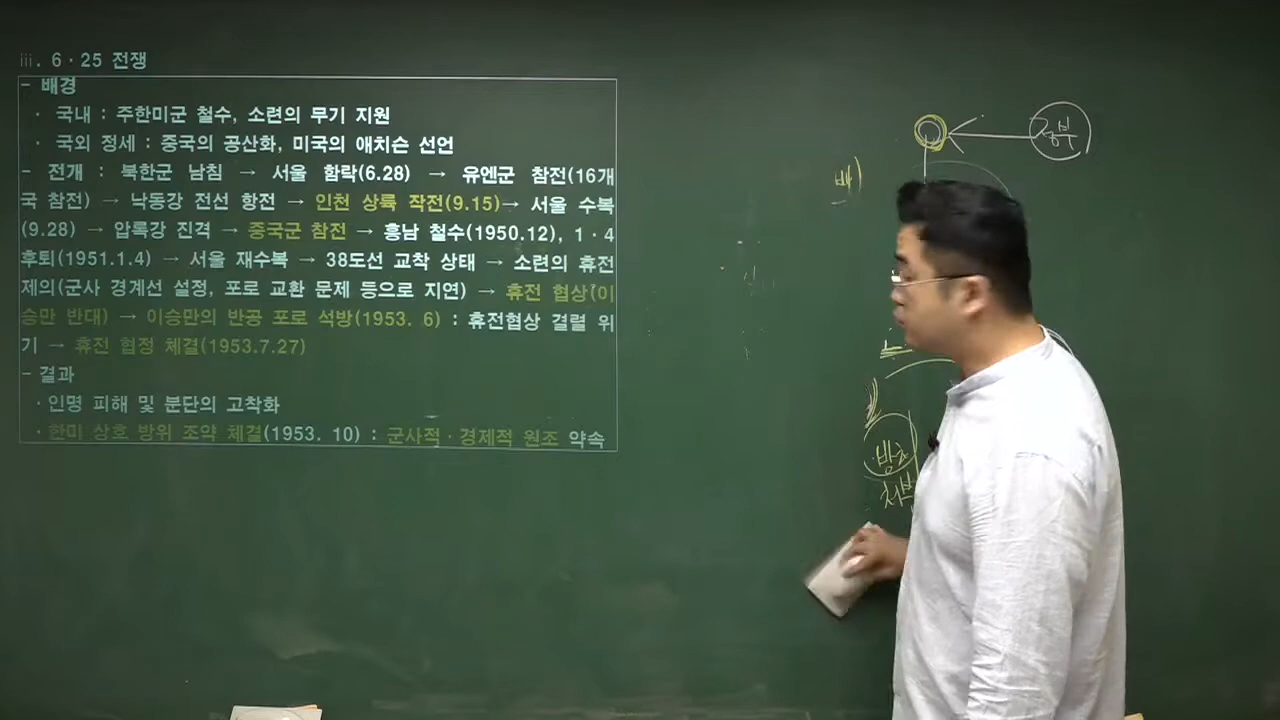 ⅲ. 6·25 전쟁
- 배경
· 국내 : 주한미군 철수, 소련의 무기 지원
· 국외 정세 : 중국의 공산화, 미국의 애치슨 선언
- 전개 : 북한군 남침 → 서울 함락(6.28) → 유엔군 참전(16개
국 참전) → 낙동강 전선 항전 → 인천 상륙 작전(9.15)→ 서울 수복
(9.28) → 압록강 진격 → 중국군 참전 → 흥남 철수(1950.12), 1·4
후퇴(1951.1.4) → 서울 재수복 → 38도선 교착 상태 → 소련의 휴전
제의(군사 경계선 설정, 포로 교환 문제 등으로 지연) → 휴전 협상(이
승만 반대) → 이승만의 반공 포로 석방(1953. 6) : 휴전협상 결렬 위
기 → 휴전 협정 체결(1953.7.27)
- 결과
·인명 피해 및 분단의 고착화
·한미 상호 방위 조약 체결(1953. 10) : 군사적·경제적 원조 약속
정부